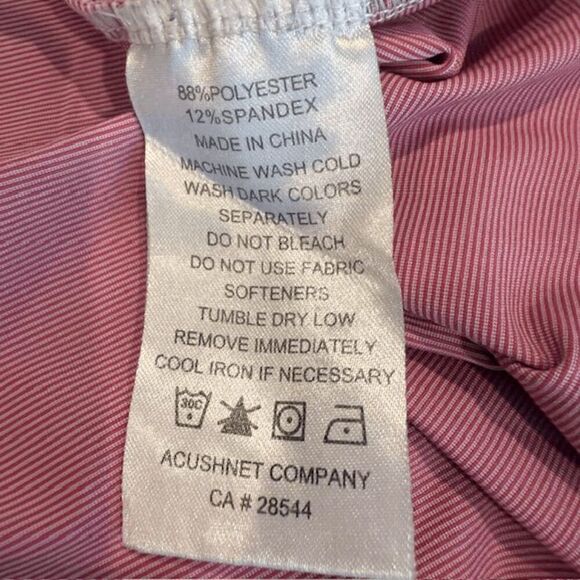 88%POLYESTER
12%SPANDEX
MADE IN CHINA
MACHINE WASH COLD
WASH DARK COLORS
SEPARATELY
DO NOT BLEACH
DO NOT USE FABRIC
SOFTENERS
TUMBLE DRY LOW
REMOVE IMMEDIATELY
COOL IRON IF NECESSARY
30C
ACUSHNET COMPANY
CA # 28544